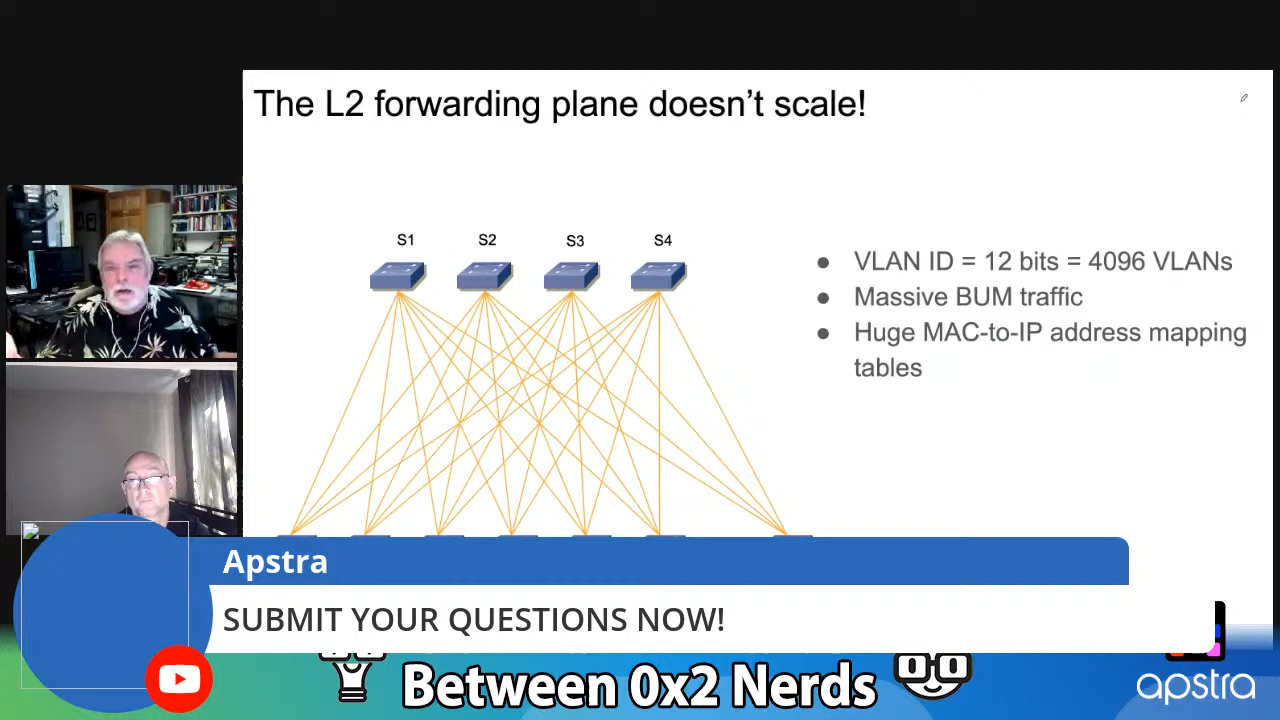 The L2 forwarding plane doesn't scale!
S1 S2 S3 S4
● VLAN ID = 12 bits = 4096 VLANs
● Massive BUM traffic
● Huge MAC-to-IP address mapping
tables
Apstra
SUBMIT YOUR QUESTIONS NOW!
Between 0x2 Nerds
apstra